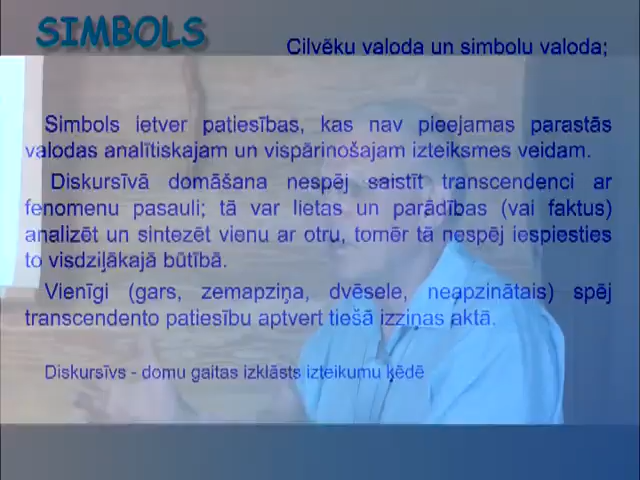 SIMBOLS
Cilvēku valoda un simbolu valoda;
Simbols ietver patiesības, kas nav pieejamas parastās
valodas analītiskajam un vispārinošajam izteiksmes veidam.
Diskursīvā domāšana nespēj saistīt transcendenci ar
fenomenu pasauli; tā var lietas un parādības (vai faktus)
analizēt un sintezēt vienu ar otru, tomēr tā nespēj iespiesties
to visdziļākajā būtībā.
Vienīgi (gars, zemapziņa, dvēsele, neapzinātais) spēj
transcendento patiesību aptvert tiešā izziņas aktā.
Diskursīvs - domu gaitas izklāsts izteikumu ķēdē